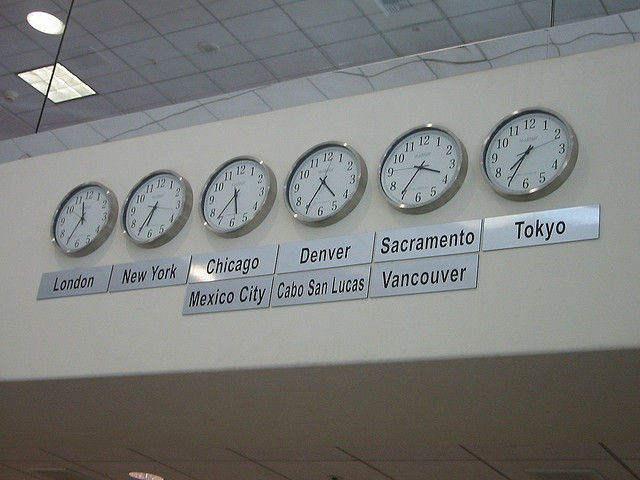 London
New York
Chicago
Denver
Sacramento
Tokyo
Mexico City
Cabo San Lucas
Vancouver